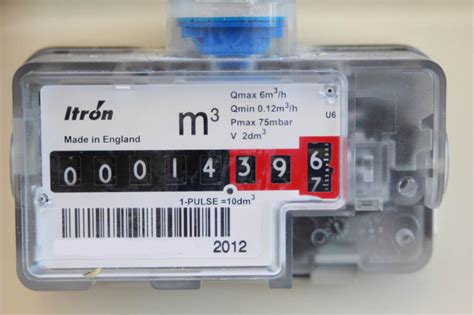 Itron
Made in England
m³
Qmax 6m³/h
Qmin 0.12m³/h
Pmax 75mbar
V 2dm³
U6
0 0 0 1 4 3 9 6
7
1-PULSE =10dm³
2012